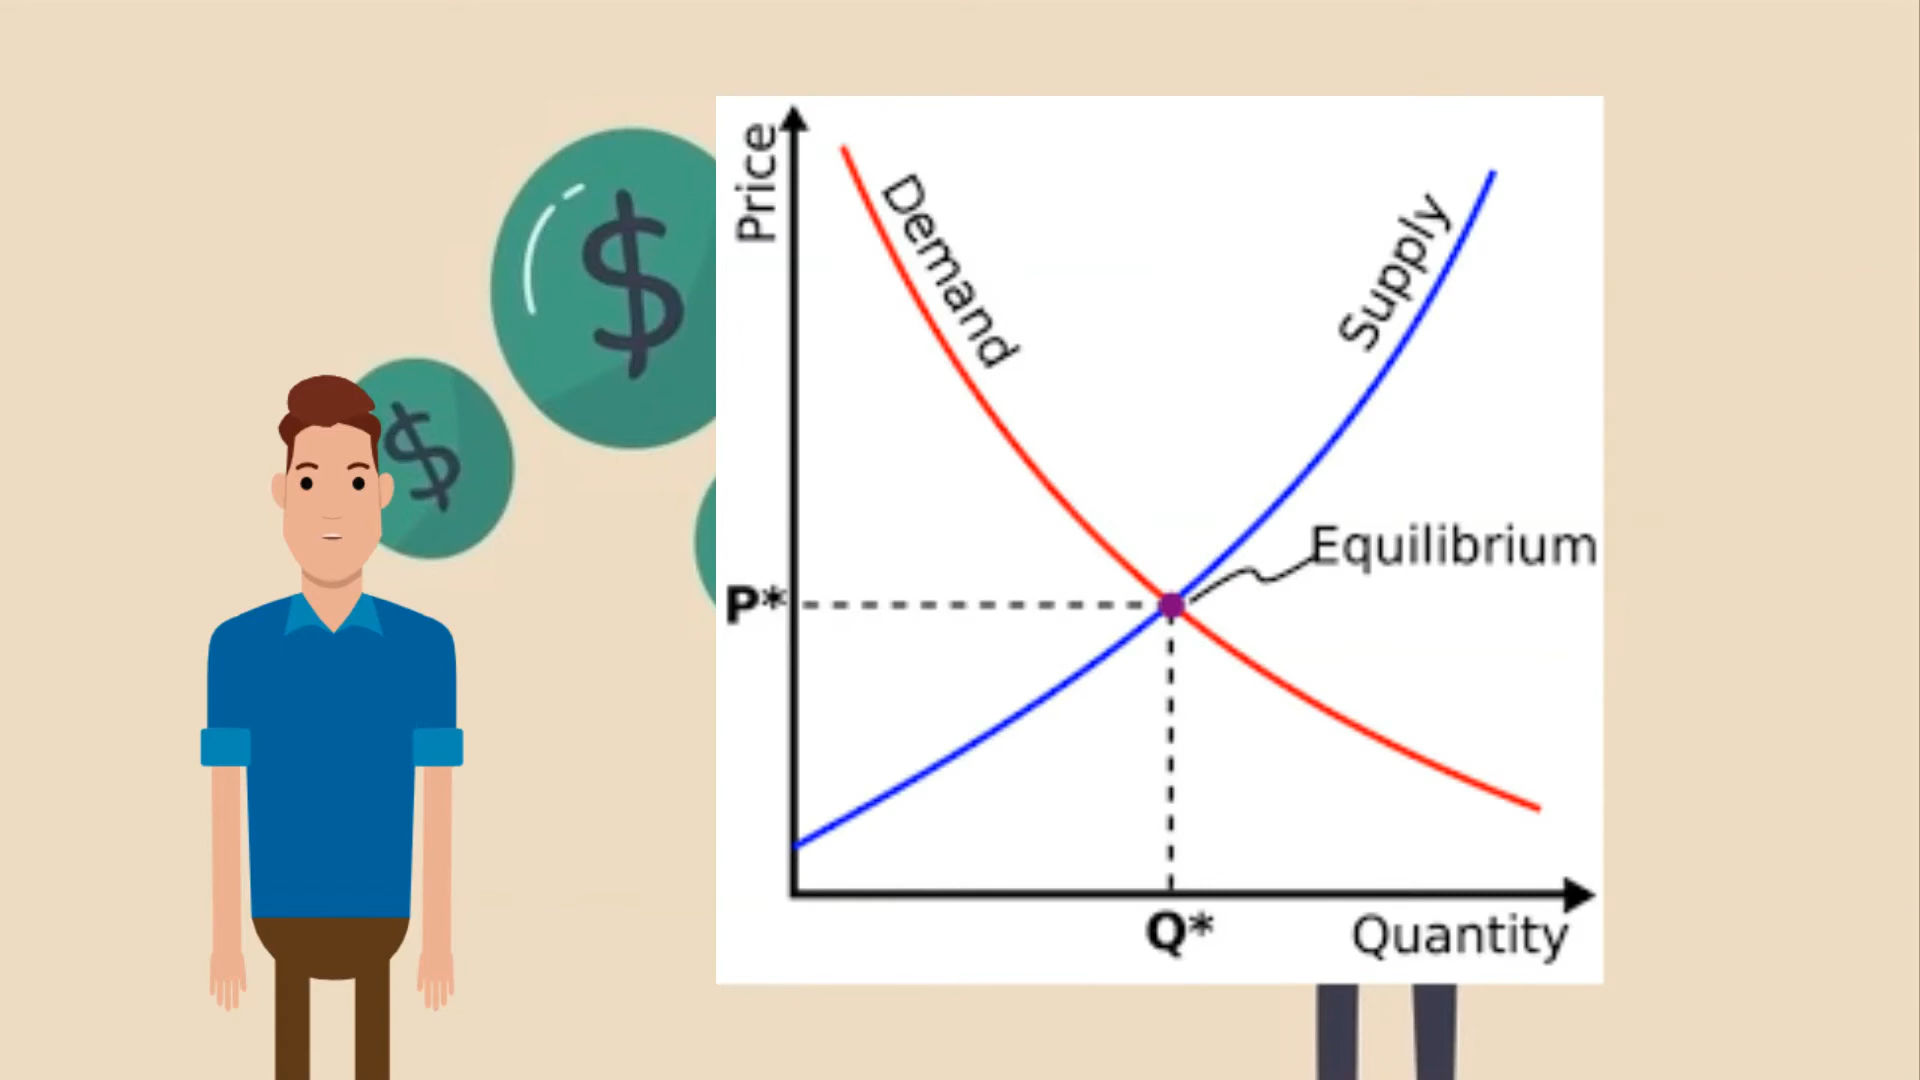 $
$
Price
Demand
Supply
Equilibrium
P*
Q*
Quantity